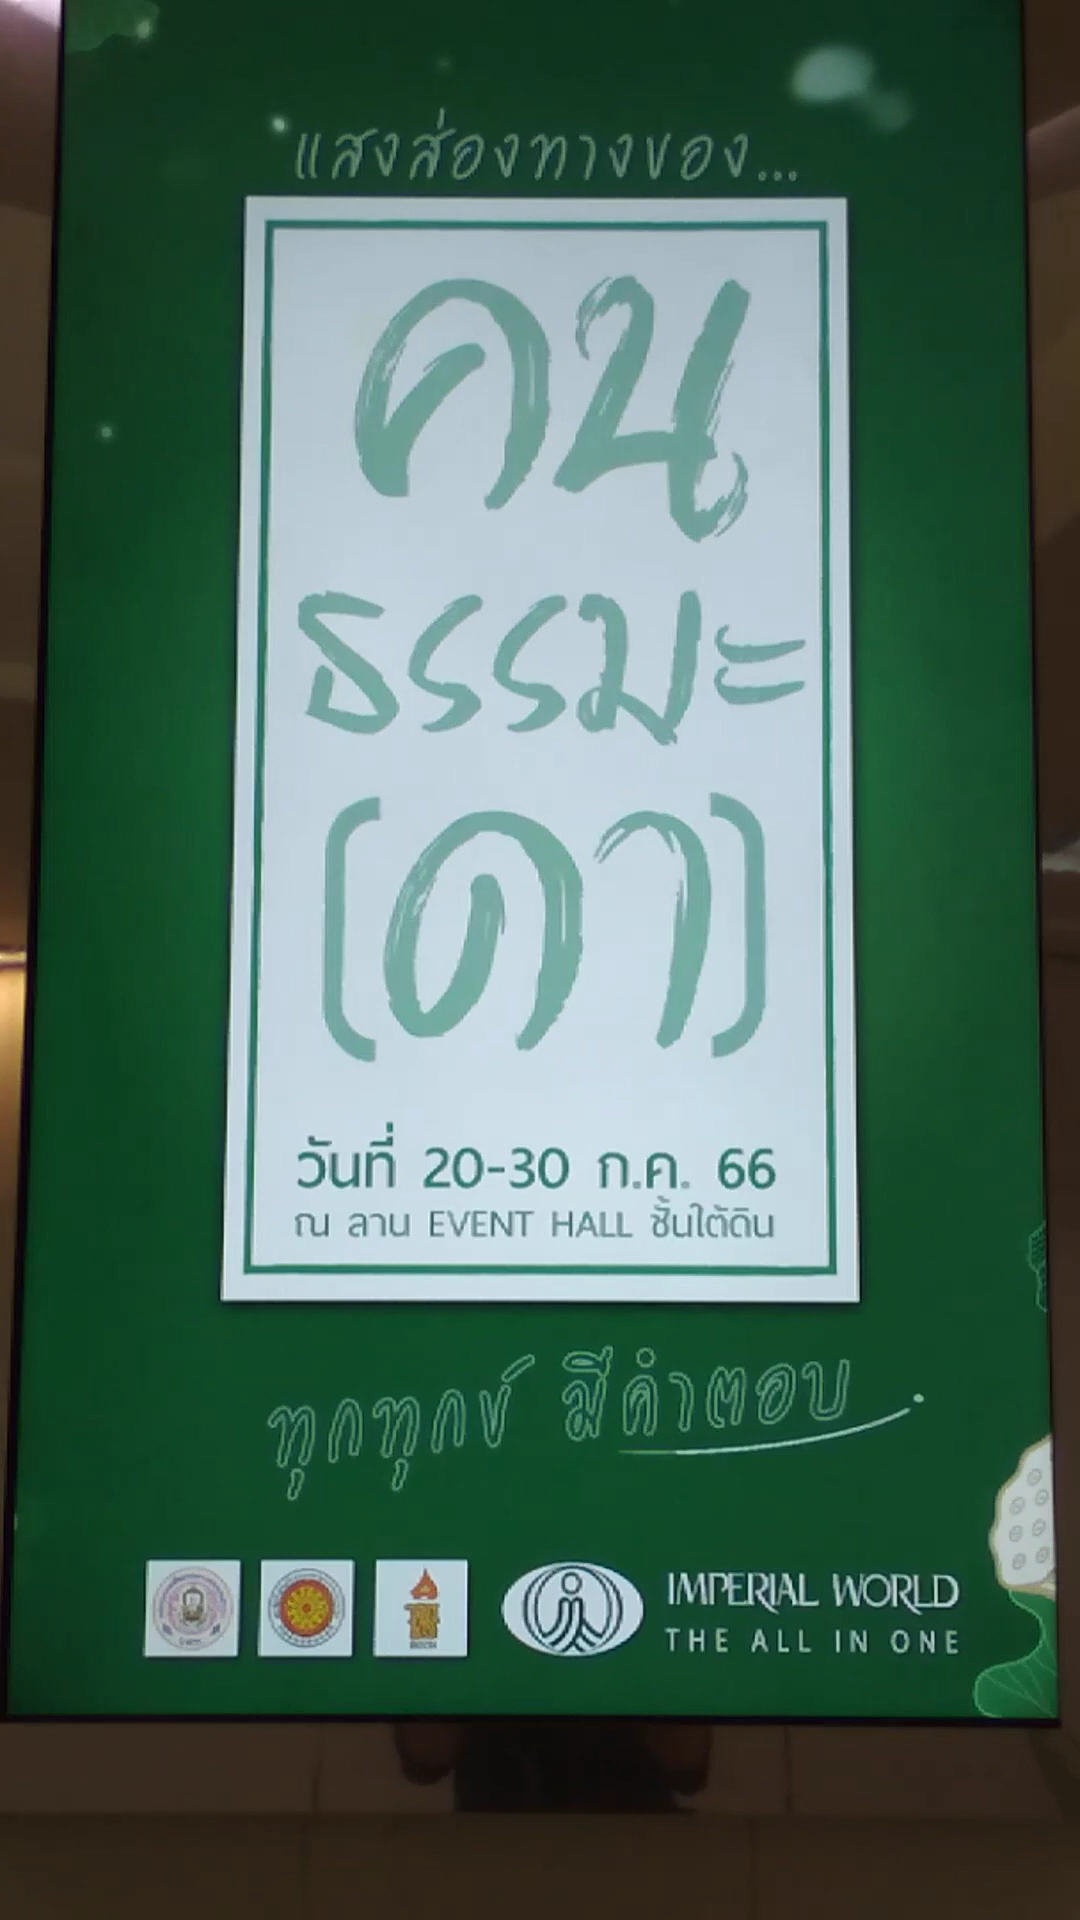 แสงส่องทางของ...
คน
ธรรมะ
(ดา)
วันที่ 20-30 ก.ค. 66
ณ ลาน EVENT HALL ชั้นใต้ดิน
ทุกทุกข์ มีคำตอบ
IMPERIAL WORLD
THE ALL IN ONE